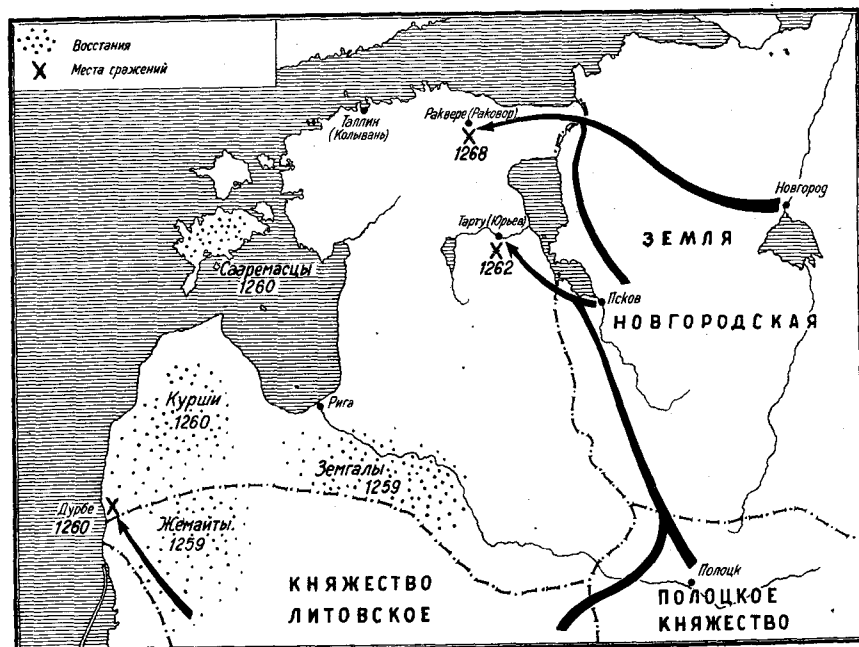 Восстания
Места сражений
Таллин
(Колывань)
Раквере (Раковор)
1268
Новгород
Тарту (Юрьев)
1262
ЗЕМЛЯ
Сааремасцы
1260
Псков
НОВГОРОДСКАЯ
Курши
1260
Рига
Земгалы
1259
Дурбе
1260
Жемайты
1259
КНЯЖЕСТВО
ЛИТОВСКОЕ
Полоцк
ПОЛОЦКОЕ
КНЯЖЕСТВО